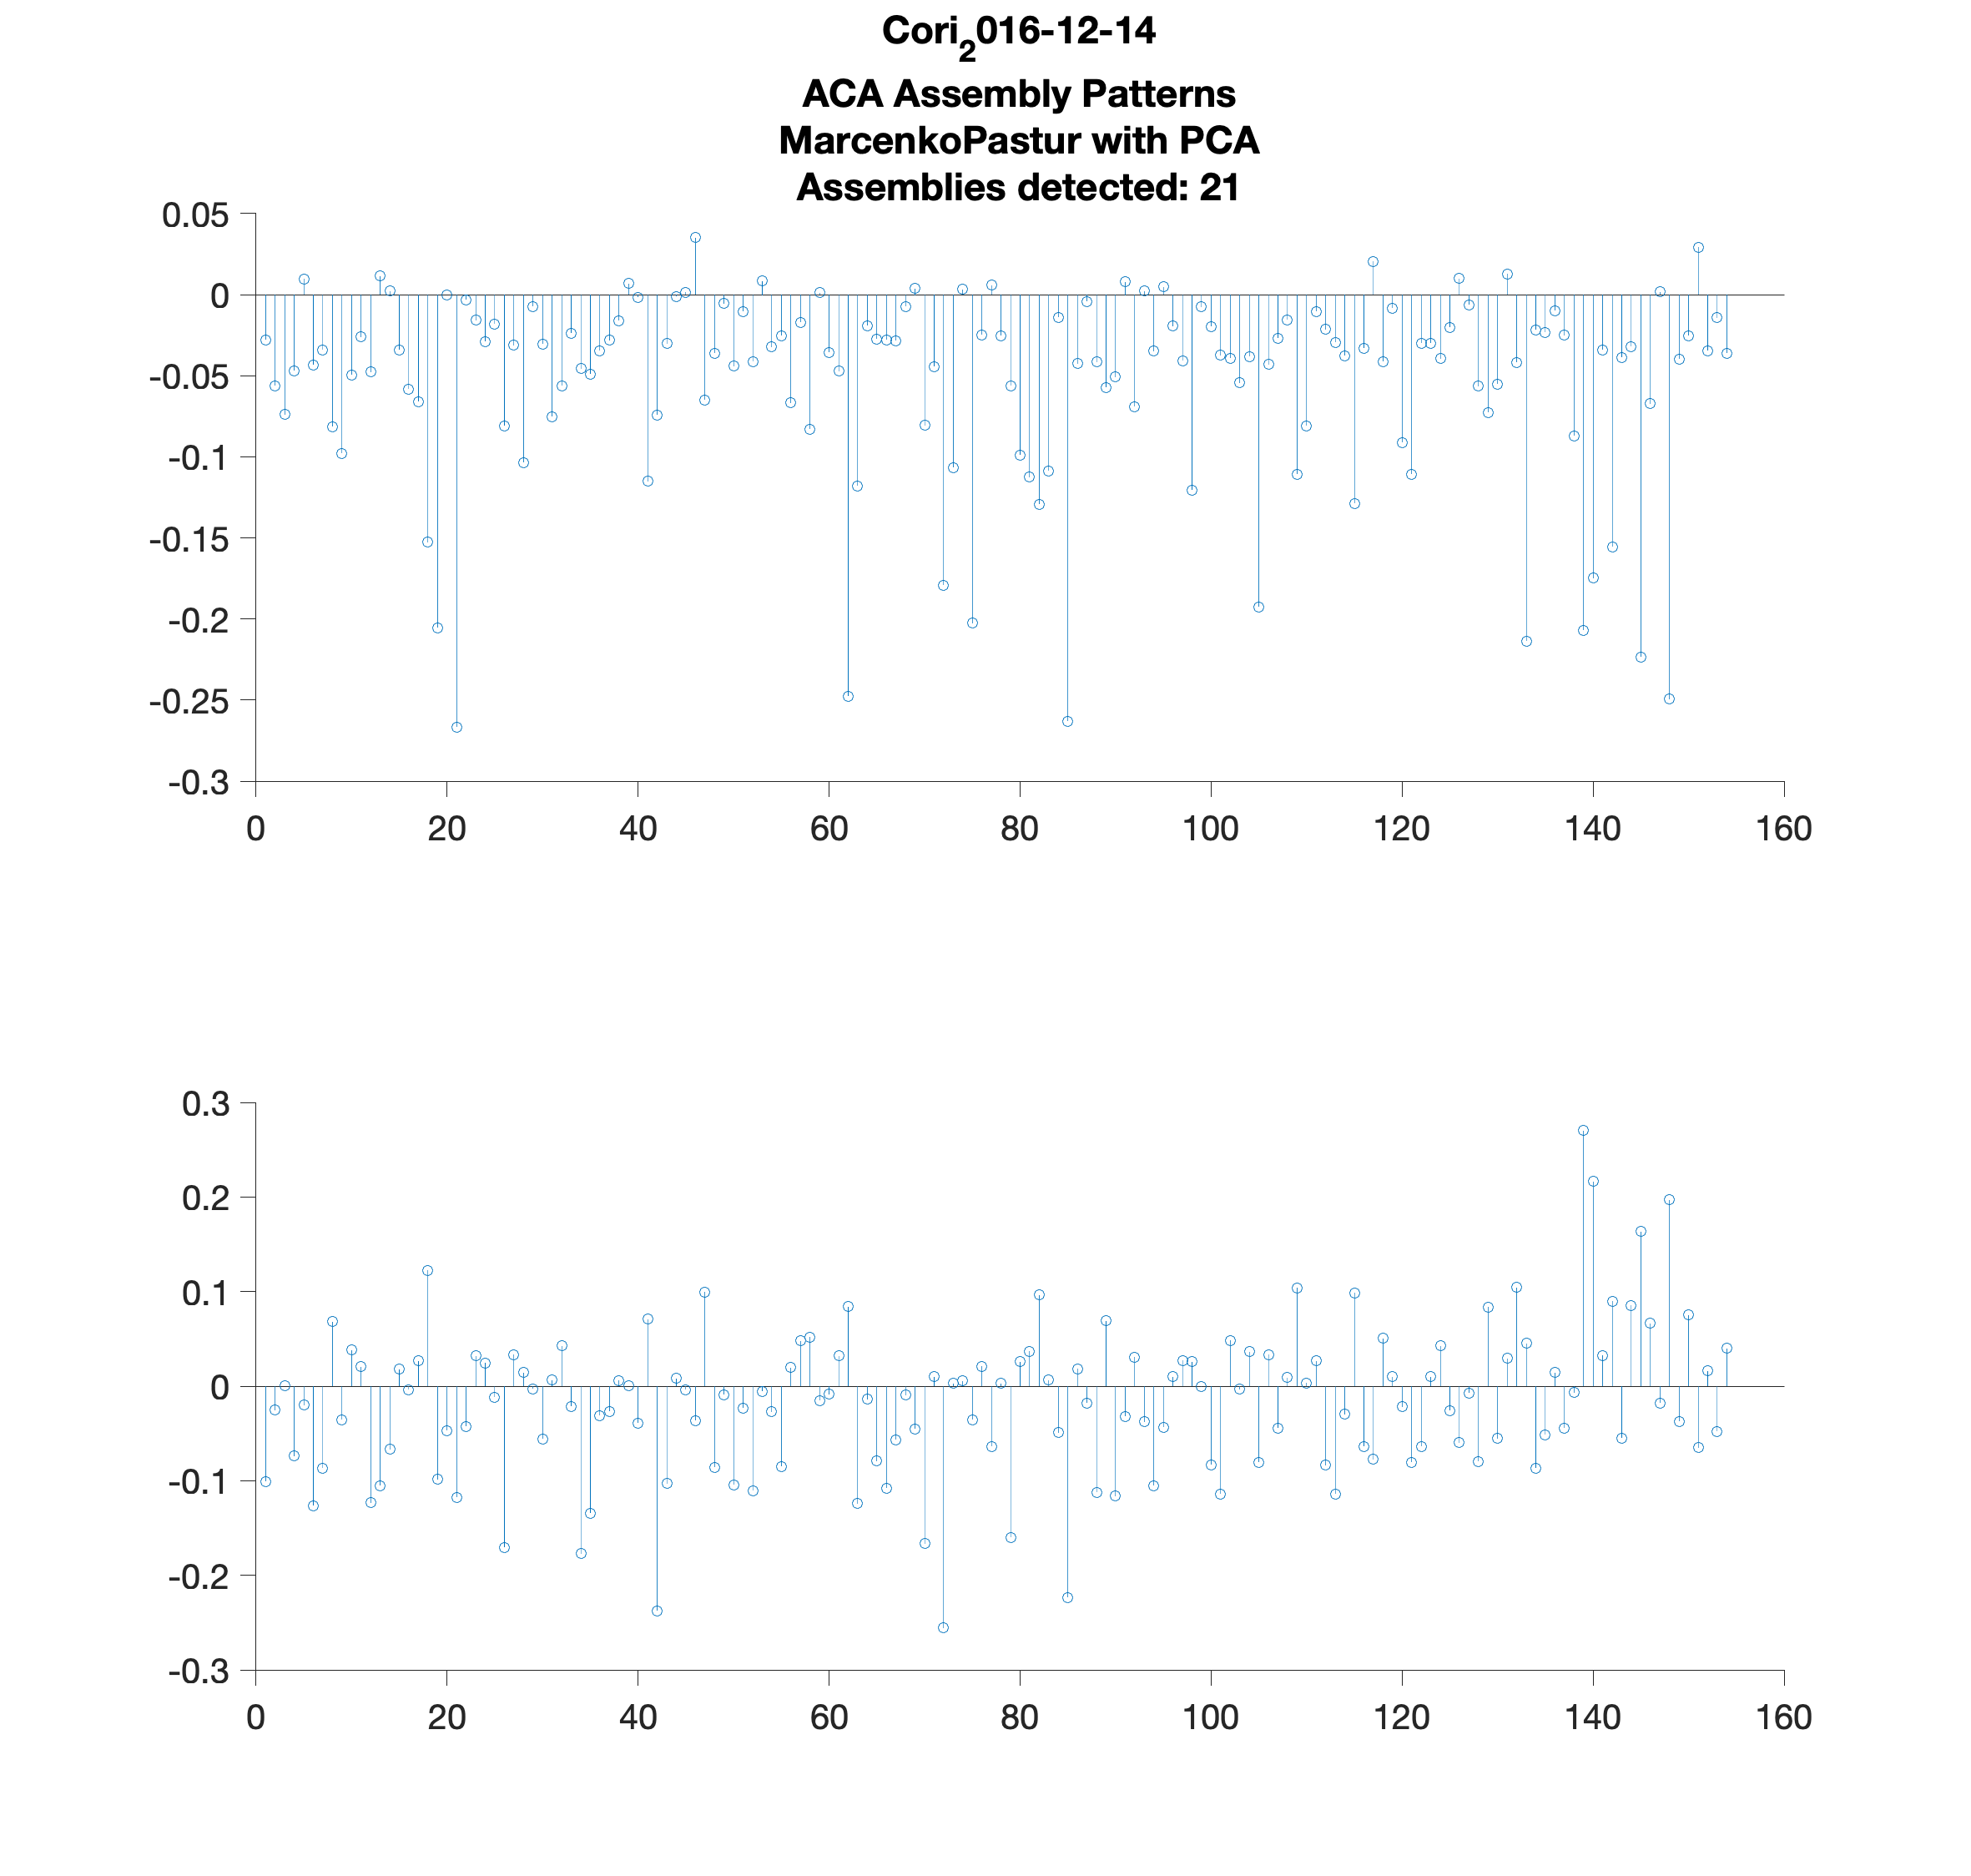 Cori2016-12-14
ACA Assembly Patterns
MarcenkoPastur with PCA
Assemblies detected: 21
0.05
0
-0.05
-0.1
-0.15
-0.2
-0.25
-0.3
0 20 40 60 80 100 120 140 160
0.3
0.2
0.1
0
-0.1
-0.2
-0.3
0 20 40 60 80 100 120 140 160